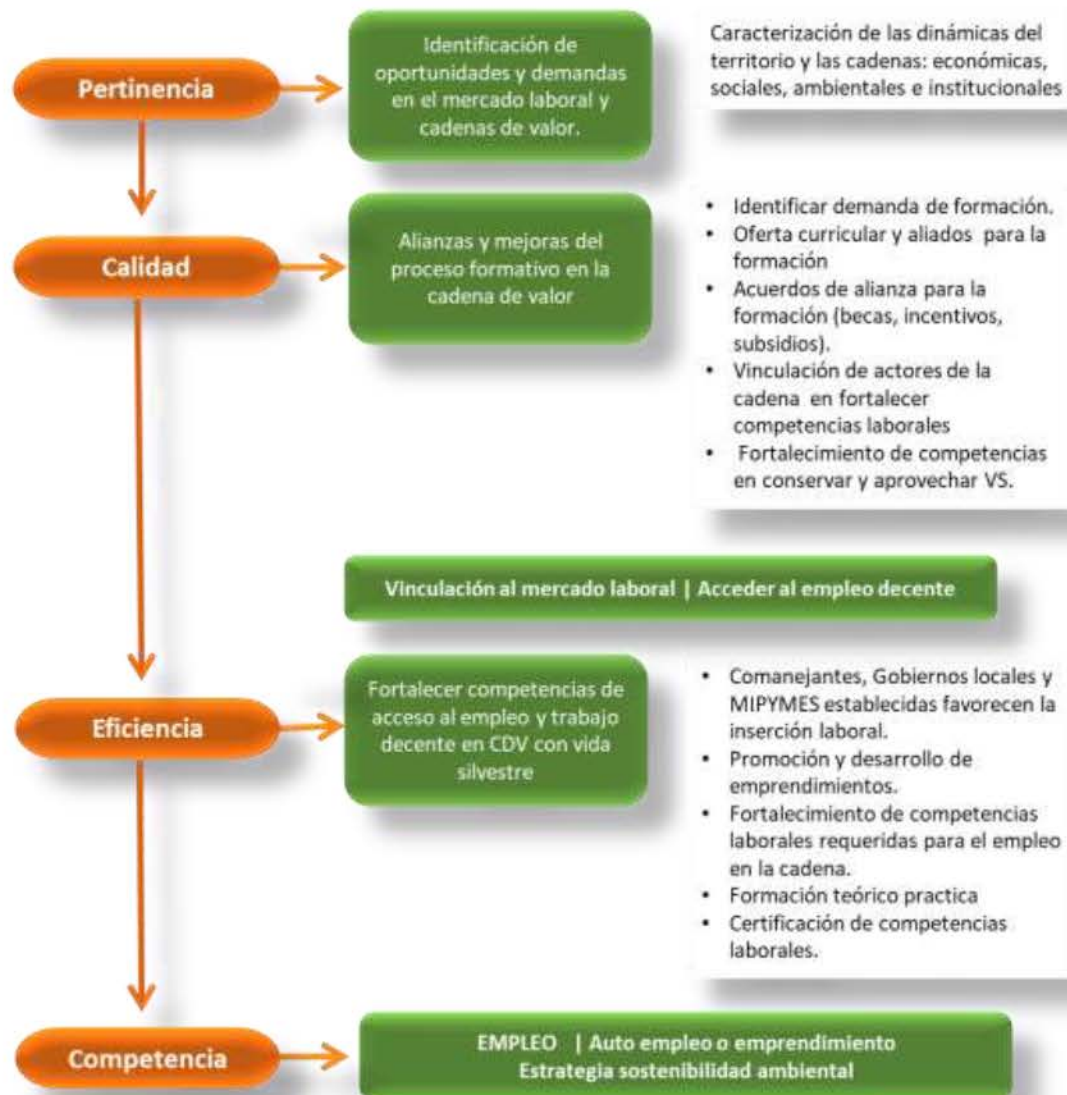 Pertinencia
Identificación de
oportunidades y demandas
en el mercado laboral y
cadenas de valor.
Caracterización de las dinámicas del
territorio y las cadenas: económicas,
sociales, ambientales e institucionales
Calidad
Alianzas y mejoras del
proceso formativo en la
cadena de valor
• Identificar demanda de formación.
• Oferta curricular y aliados para la
formación
• Acuerdos de alianza para la
formación (becas, incentivos,
subsidios).
• Vinculación de actores de la
cadena en fortalecer
competencias laborales
• Fortalecimiento de competencias
en conservar y aprovechar VS.
Vinculación al mercado laboral | Acceder al empleo decente
Eficiencia
Fortalecer competencias de
acceso al empleo y trabajo
decente en CDV con vida
silvestre
• Comanejantes, Gobiernos locales y
MIPYMES establecidas favorecen la
inserción laboral.
• Promoción y desarrollo de
emprendimientos.
• Fortalecimiento de competencias
laborales requeridas para el empleo
en la cadena.
• Formación teórico practica
• Certificación de competencias
laborales.
Competencia
EMPLEO | Auto empleo o emprendimiento
Estrategia sostenibilidad ambiental